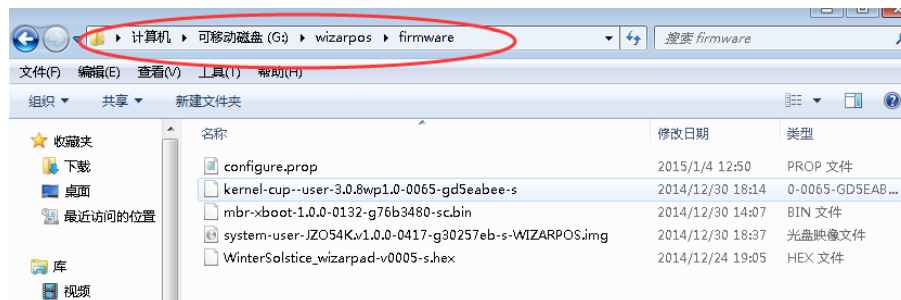 计算机 ▸ 可移动磁盘 (G:) ▸ wizarpos ▸ firmware
搜索 firmware
文件(F) 编辑(E) 查看(V) 工具(T) 帮助(H)
组织 共享 新建文件夹
收藏夹
下载
桌面
最近访问的位置
库
视频
名称 修改日期 类型
configure.prop 2015/1/4 12:50 PROP 文件
kernel-cup--user-3.0.8wp1.0-0065-gd5eabee-s 2014/12/30 18:14 0-0065-GD5EAB...
mbr-xboot-1.0.0-0132-g76b3480-sc.bin 2014/12/30 14:07 BIN 文件
system-user-JZO54K.v1.0.0-0417-g30257eb-s-WIZARPOS.img 2014/12/30 18:37 光盘映像文件
WinterSolstice_wizarpad-v0005-s.hex 2014/12/24 19:05 HEX 文件